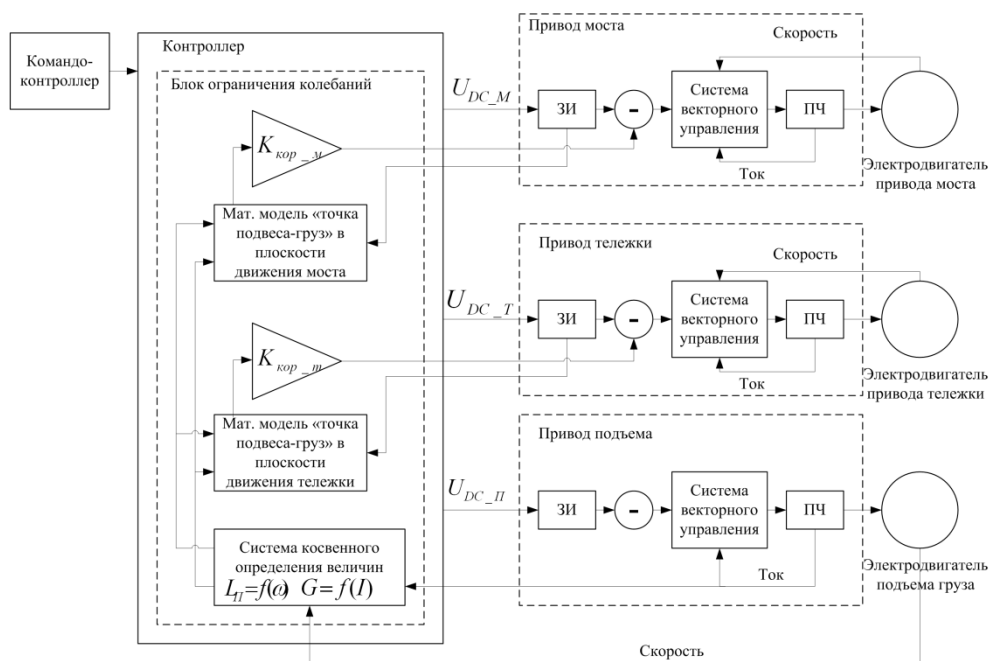 Командо-
контроллер
Контроллер
Блок ограничения колебаний
K кор_м
Мат. модель «точка
подвеса-груз» в
плоскости
движения моста
K кор_т
Мат. модель «точка
подвеса-груз» в
плоскости
движения тележки
Система косвенного
определения величин
L_П=f(ω) G=f(I)
U_DC_М
Привод моста
ЗИ
-
Система
векторного
управления
ПЧ
Скорость
Ток
Электродвигатель
привода моста
U_DC_Т
Привод тележки
ЗИ
-
Система
векторного
управления
ПЧ
Скорость
Ток
Электродвигатель
привода тележки
U_DC_П
Привод подъема
ЗИ
-
Система
векторного
управления
ПЧ
Ток
Электродвигатель
подъема груза
Скорость